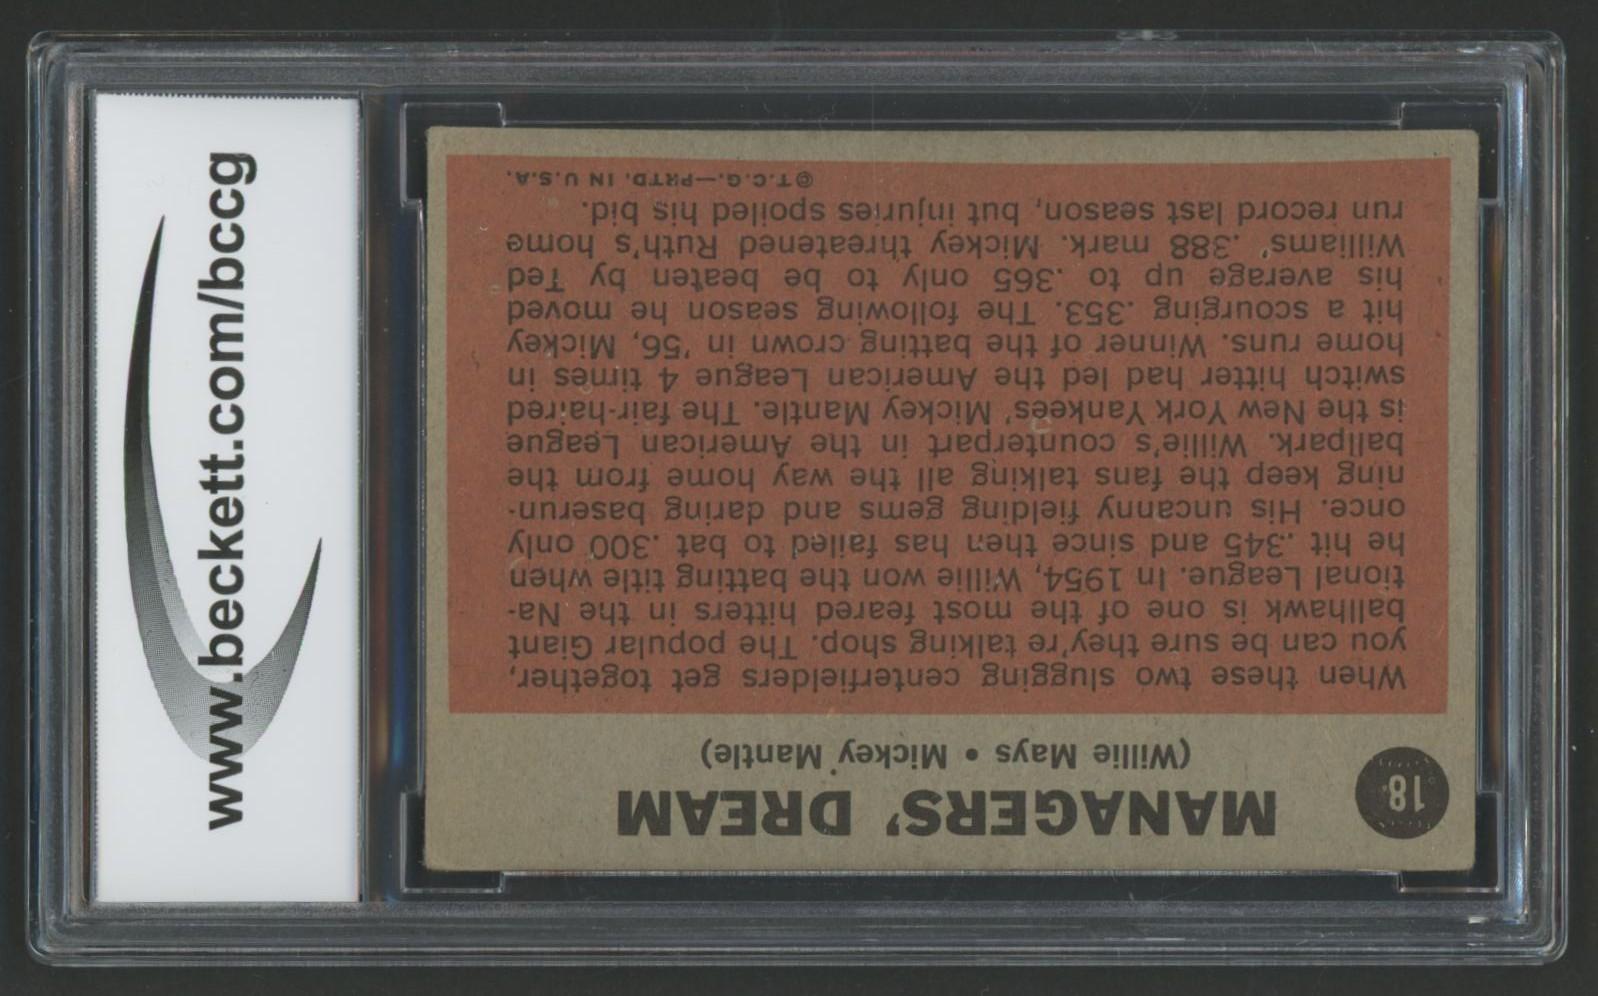 www.beckett.com/bccg
18
MANAGERS' DREAM
(Willie Mays • Mickey Mantle)
When these two slugging centerfielders get together,
you can be sure they're talking shop. The popular Giant
ballhawk is one of the most feared hitters in the Na-
tional League. In 1954, Willie won the batting title when
he hit .345 and since then has failed to bat .300 only
once. His uncanny fielding gems and daring baserun-
ning keep the fans talking all the way home from the
ballpark. Willie's counterpart in the American League
is the New York Yankees' Mickey Mantle. The fair-haired
switch hitter had led the American League 4 times in
home runs. Winner of the batting crown in '56, Mickey
hit a scourging .353. The following season he moved
his average up to .365 only to be beaten by Ted
Williams' .388 mark. Mickey threatened Ruth's home
run record last season, but injuries spoiled his bid.
©T.C.G.—PRTD. IN U.S.A.